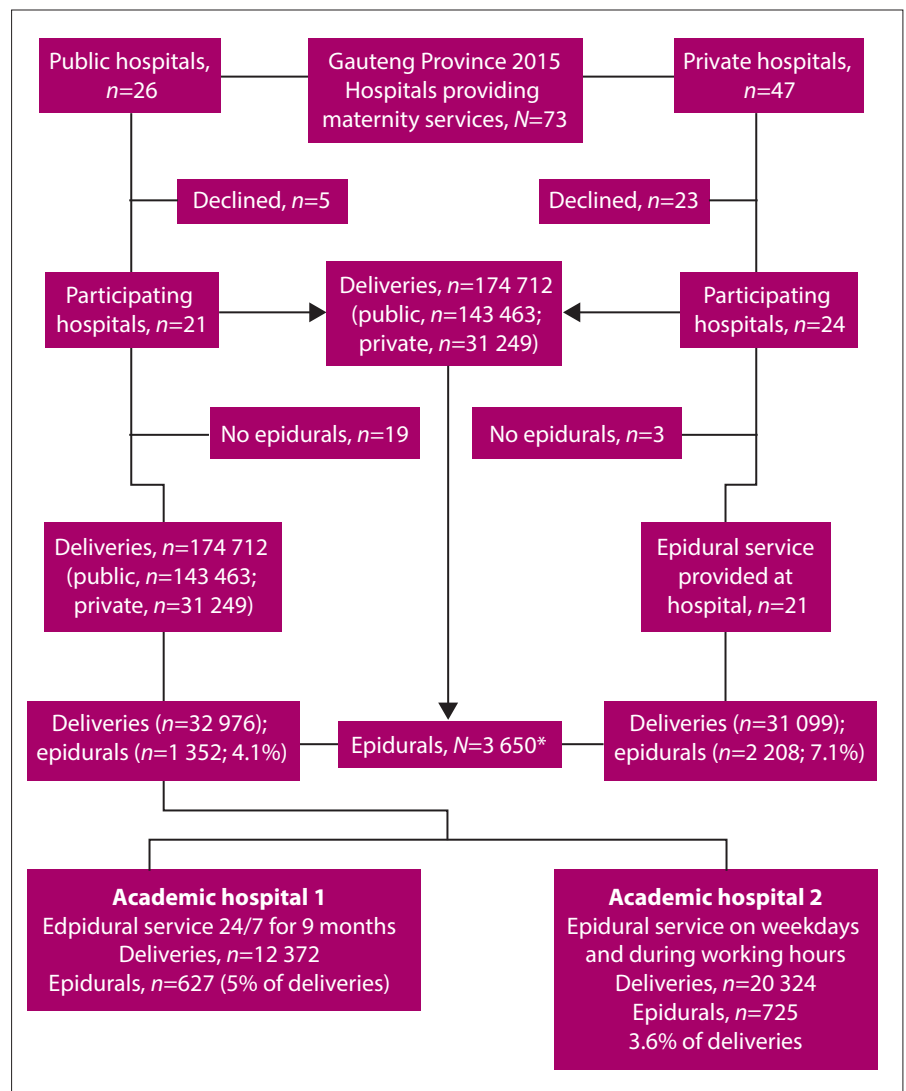 Public hospitals,
n=26
Gauteng Province 2015
Hospitals providing
maternity services, N=73
Private hospitals,
n=47
Declined, n=5
Declined, n=23
Participating
hospitals, n=21
Deliveries, n=174 712
(public, n=143 463;
private, n=31 249)
Participating
hospitals, n=24
No epidurals, n=19
No epidurals, n=3
Deliveries, n=174 712
(public, n=143 463;
private, n=31 249)
Epidural service
provided at
hospital, n=21
Deliveries (n=32 976);
epidurals (n=1 352; 4.1%)
Epidurals, N=3 650*
Deliveries (n=31 099);
epidurals (n=2 208; 7.1%)
Academic hospital 1
Edpidural service 24/7 for 9 months
Deliveries, n=12 372
Epidurals, n=627 (5% of deliveries)
Academic hospital 2
Epidural service on weekdays
and during working hours
Deliveries, n=20 324
Epidurals, n=725
3.6% of deliveries